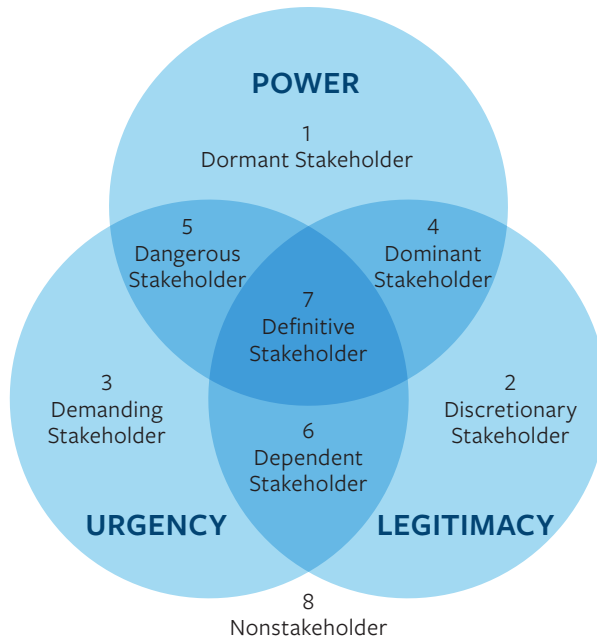 POWER
1
Dormant Stakeholder
5
Dangerous
Stakeholder
4
Dominant
Stakeholder
7
Definitive
Stakeholder
3
Demanding
Stakeholder
2
Discretionary
Stakeholder
6
Dependent
Stakeholder
URGENCY
LEGITIMACY
8
Nonstakeholder